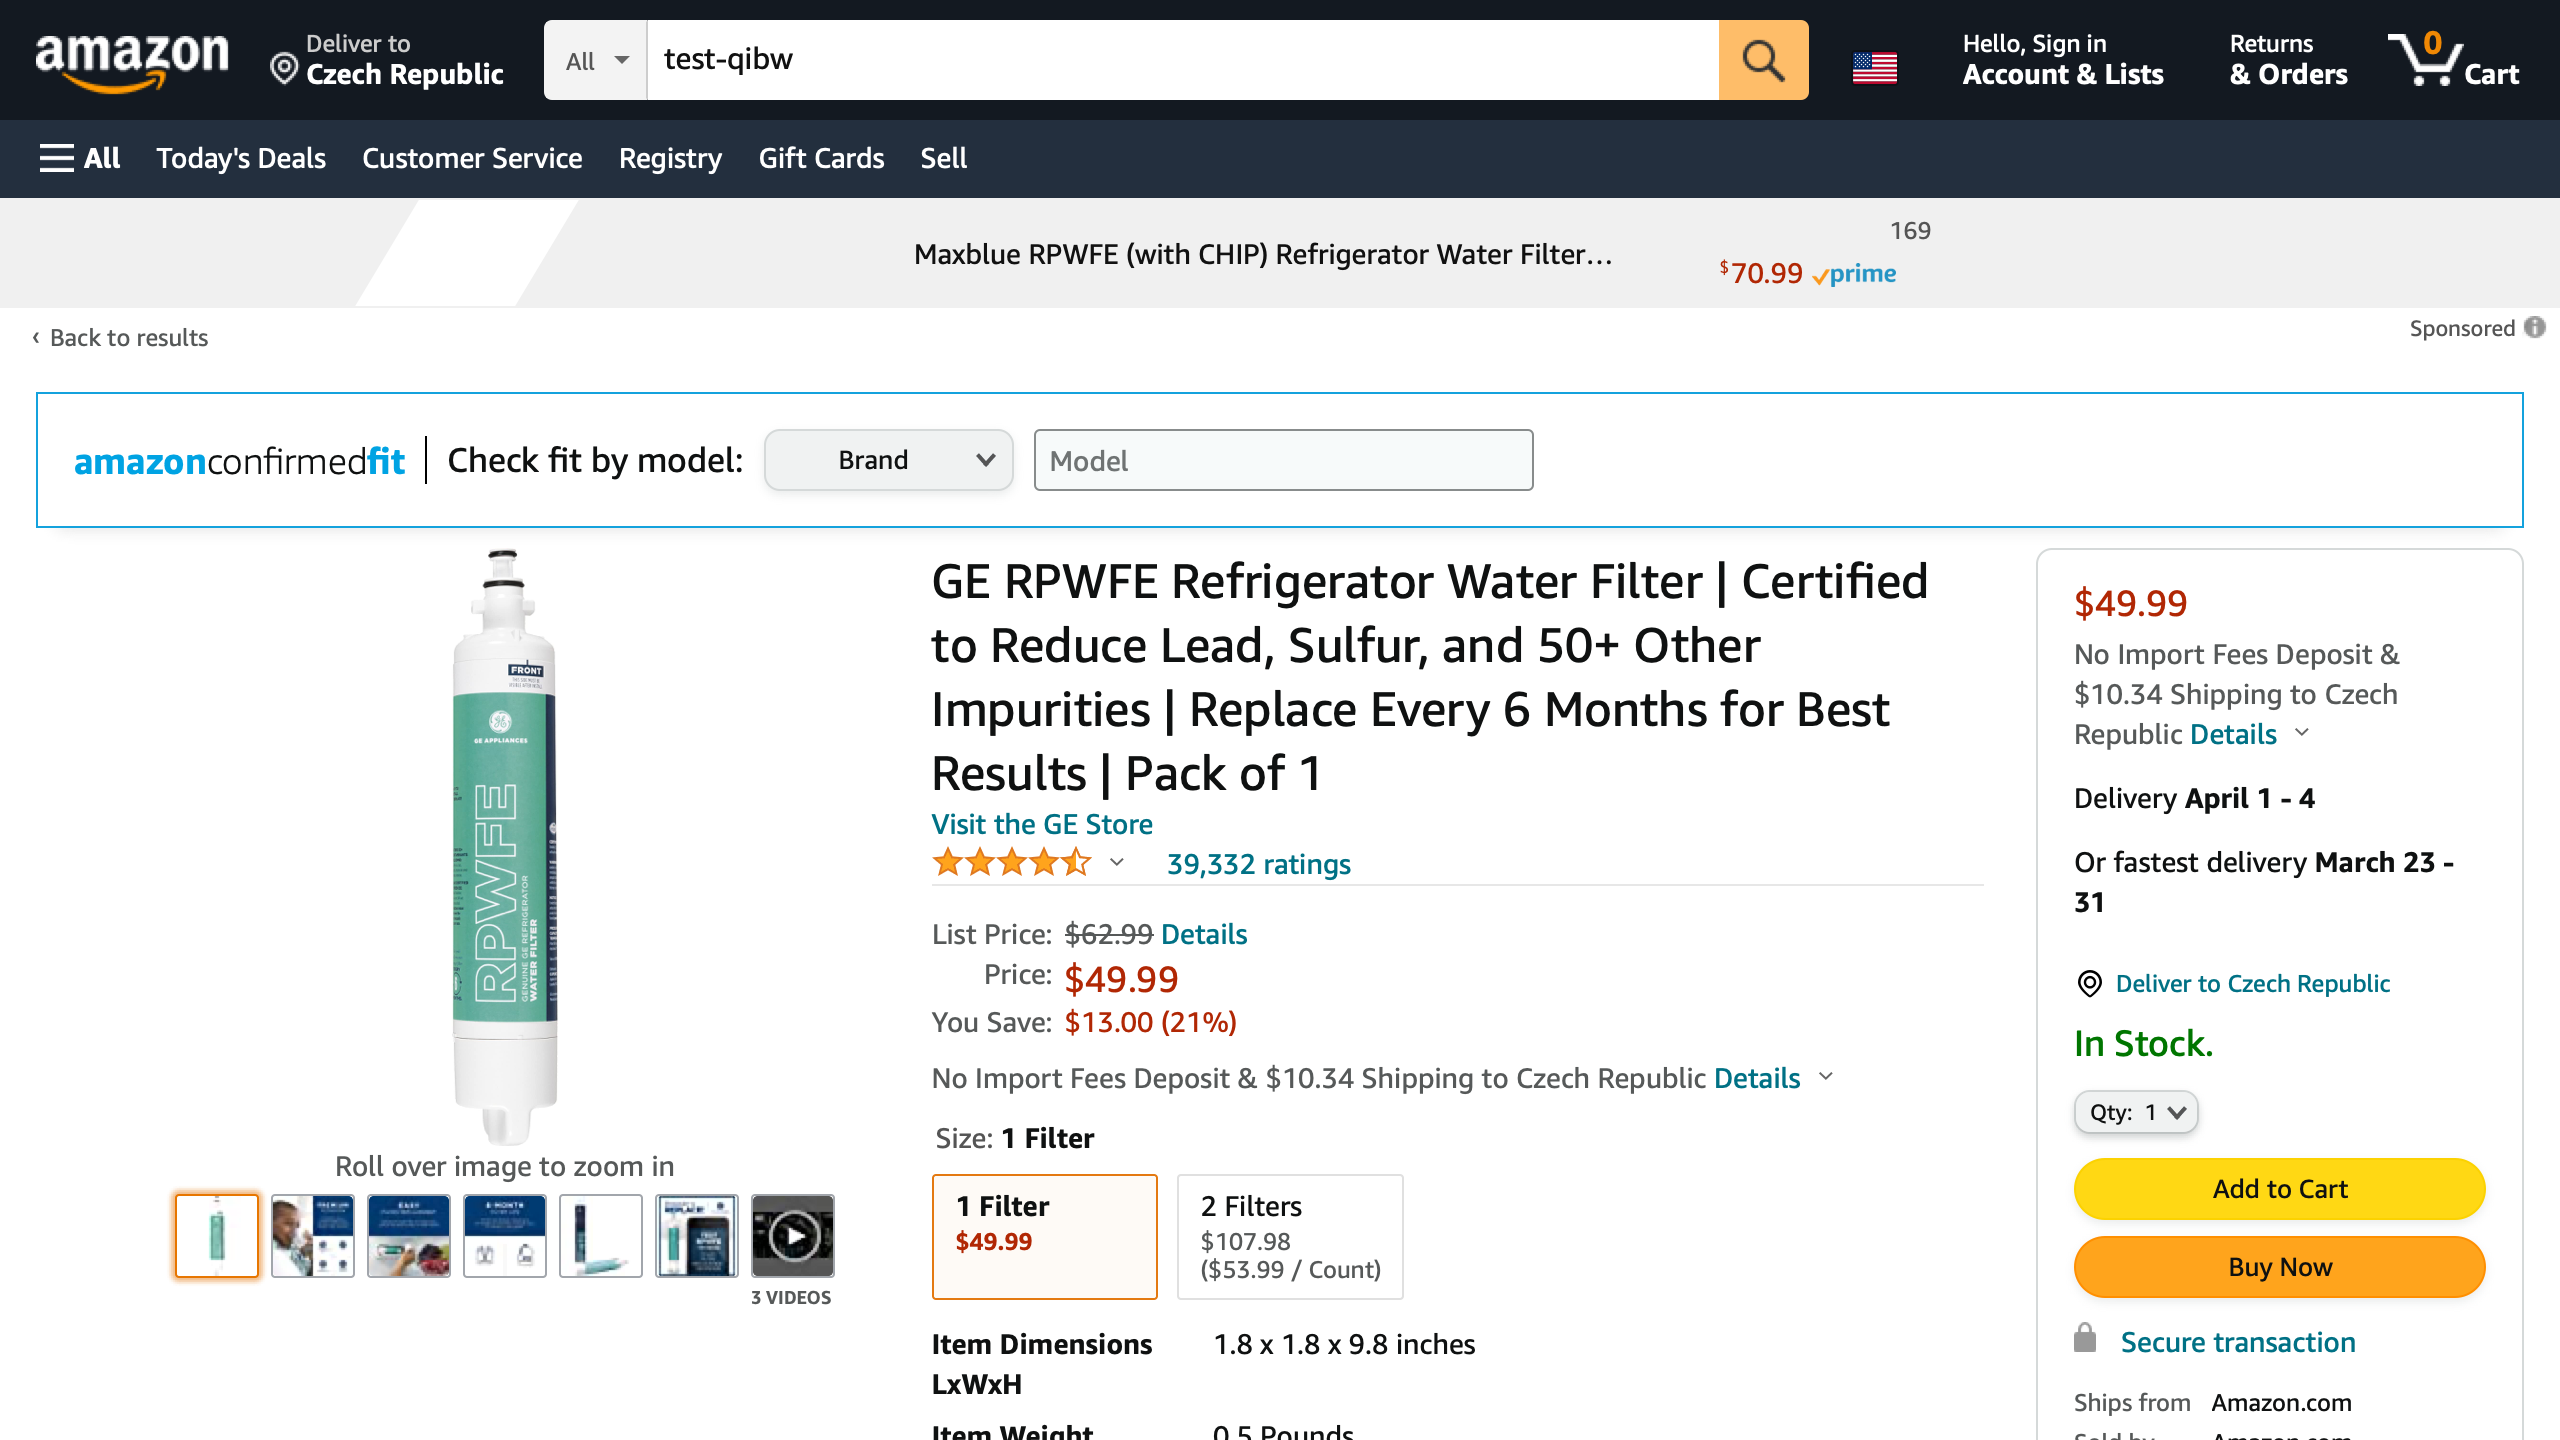 amazon
Deliver to
Czech Republic
All
test-qibw
Hello, Sign in
Account & Lists
Returns
& Orders
0
Cart
All
Today's Deals
Customer Service
Registry
Gift Cards
Sell
Maxblue RPWFE (with CHIP) Refrigerator Water Filter…
169
$70.99 prime
‹ Back to results
Sponsored
amazonconfirmedfit
Check fit by model:
Brand
Model
FRONT
GE APPLIANCES
RPWFE
GENUINE GE REFRIGERATOR
WATER FILTER
Roll over image to zoom in
3 VIDEOS
GE RPWFE Refrigerator Water Filter | Certified
to Reduce Lead, Sulfur, and 50+ Other
Impurities | Replace Every 6 Months for Best
Results | Pack of 1
Visit the GE Store
39,332 ratings
List Price: $62.99 Details
Price: $49.99
You Save: $13.00 (21%)
No Import Fees Deposit & $10.34 Shipping to Czech Republic Details
Size: 1 Filter
1 Filter
$49.99
2 Filters
$107.98
($53.99 / Count)
Item Dimensions 1.8 x 1.8 x 9.8 inches
LxWxH
Item Weight 0.5 Pounds
$49.99
No Import Fees Deposit &
$10.34 Shipping to Czech
Republic Details
Delivery April 1 - 4
Or fastest delivery March 23 -
31
Deliver to Czech Republic
In Stock.
Qty: 1
Add to Cart
Buy Now
Secure transaction
Ships from Amazon.com
Sold by Amazon.com